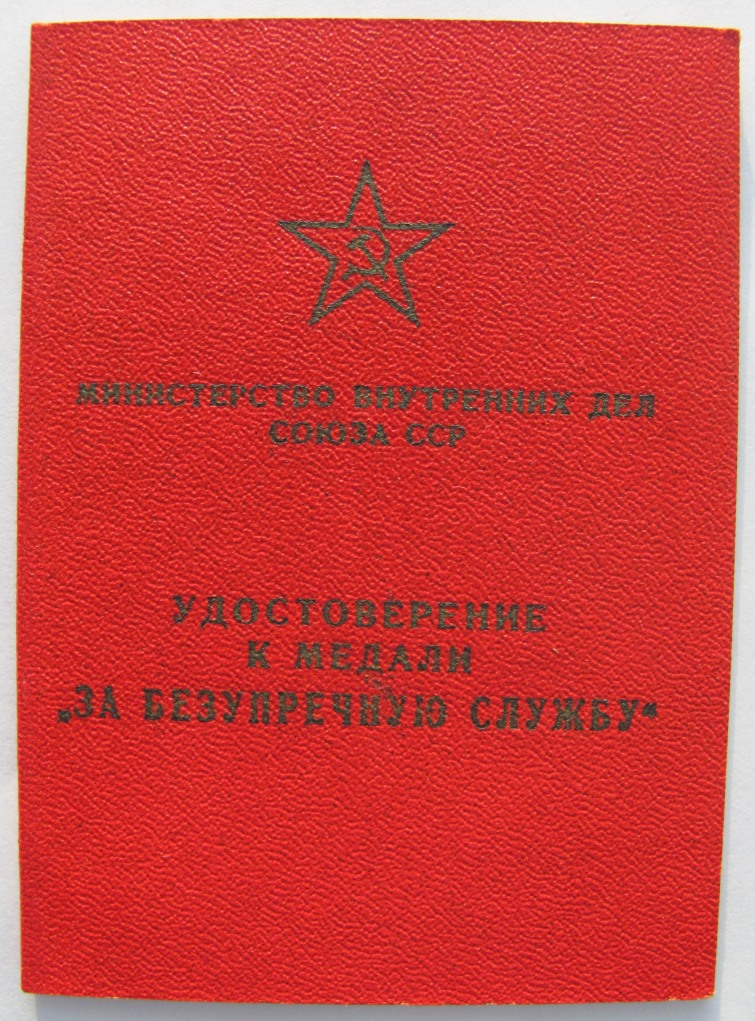 МИНИСТЕРСТВО ВНУТРЕННИХ ДЕЛ
СОЮЗА ССР
УДОСТОВЕРЕНИЕ
К МЕДАЛИ
„ЗА БЕЗУПРЕЧНУЮ СЛУЖБУ“